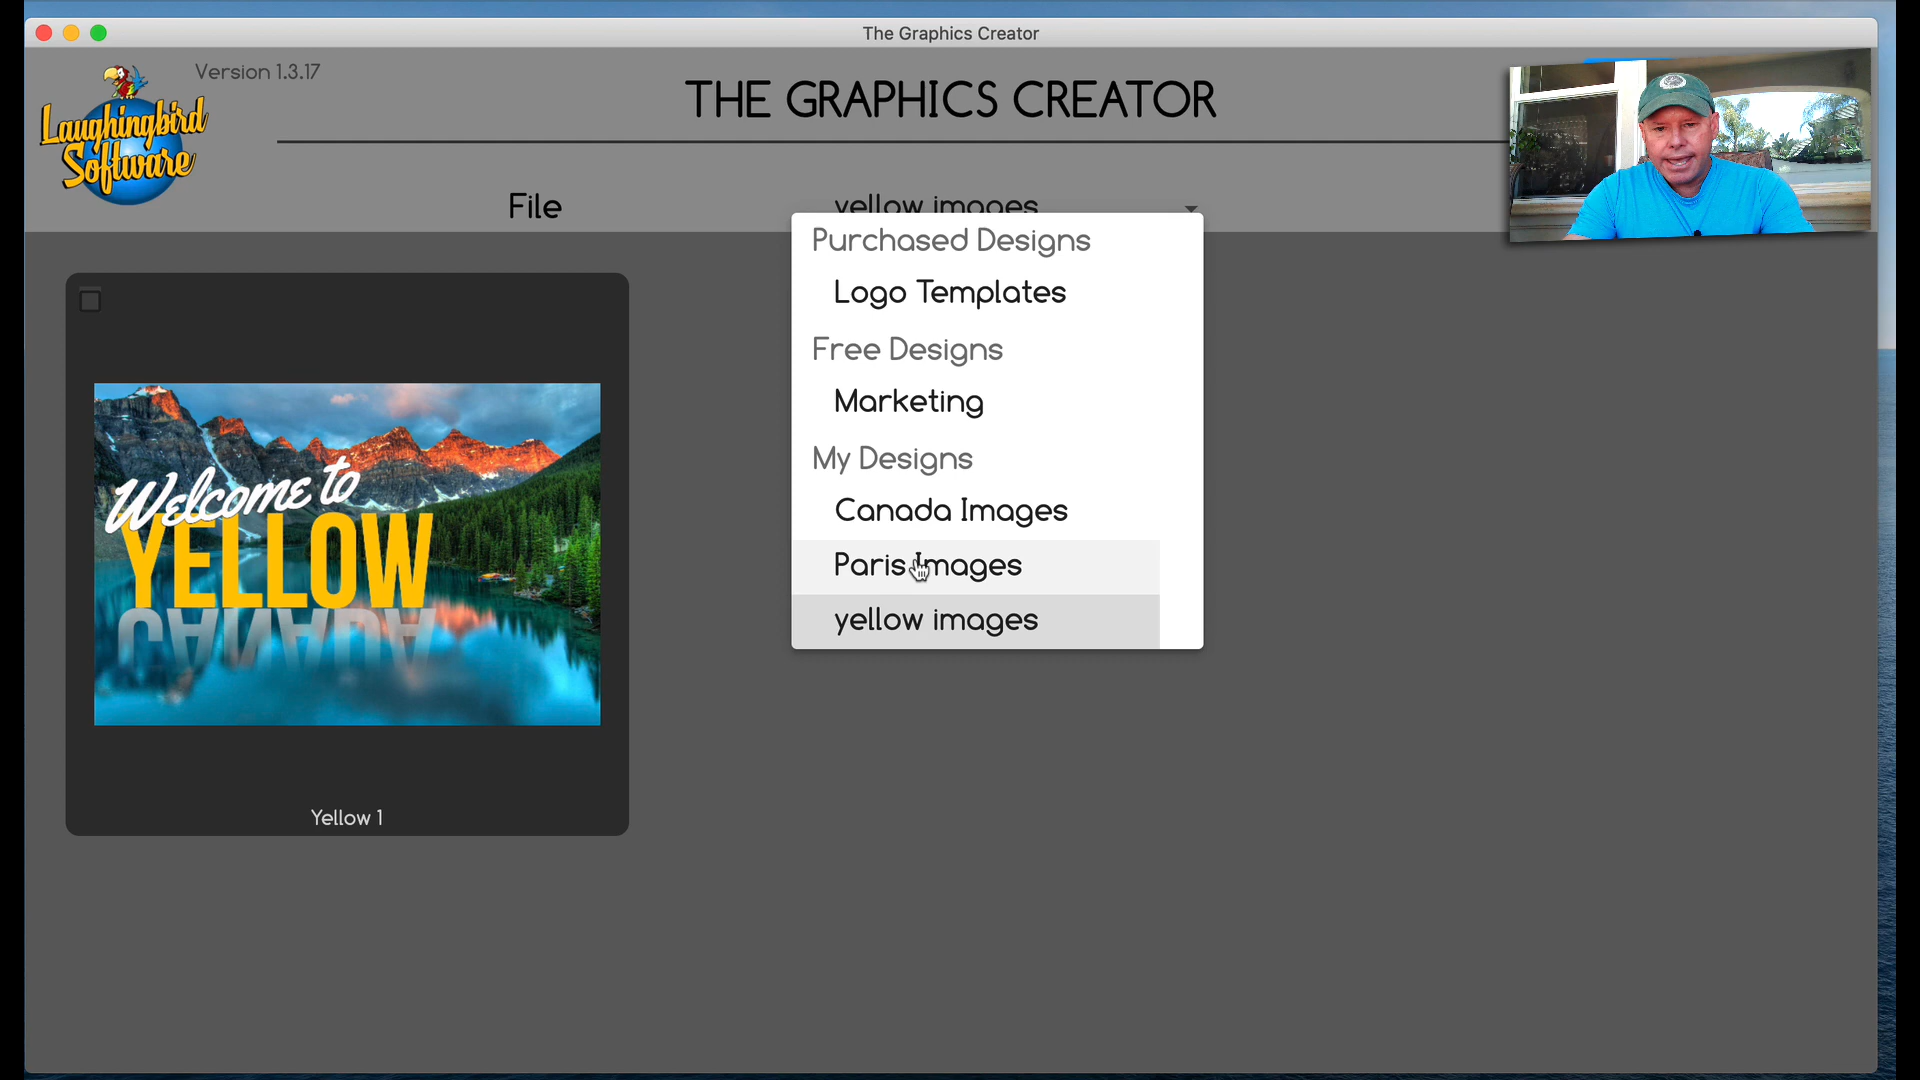 The Graphics Creator
Version 1.3.17
Laughingbird
Software
THE GRAPHICS CREATOR
File
yellow images
Purchased Designs
Logo Templates
Free Designs
Marketing
My Designs
Canada Images
Paris Images
yellow images
Welcome to
YELLOW
CANADA
Yellow 1